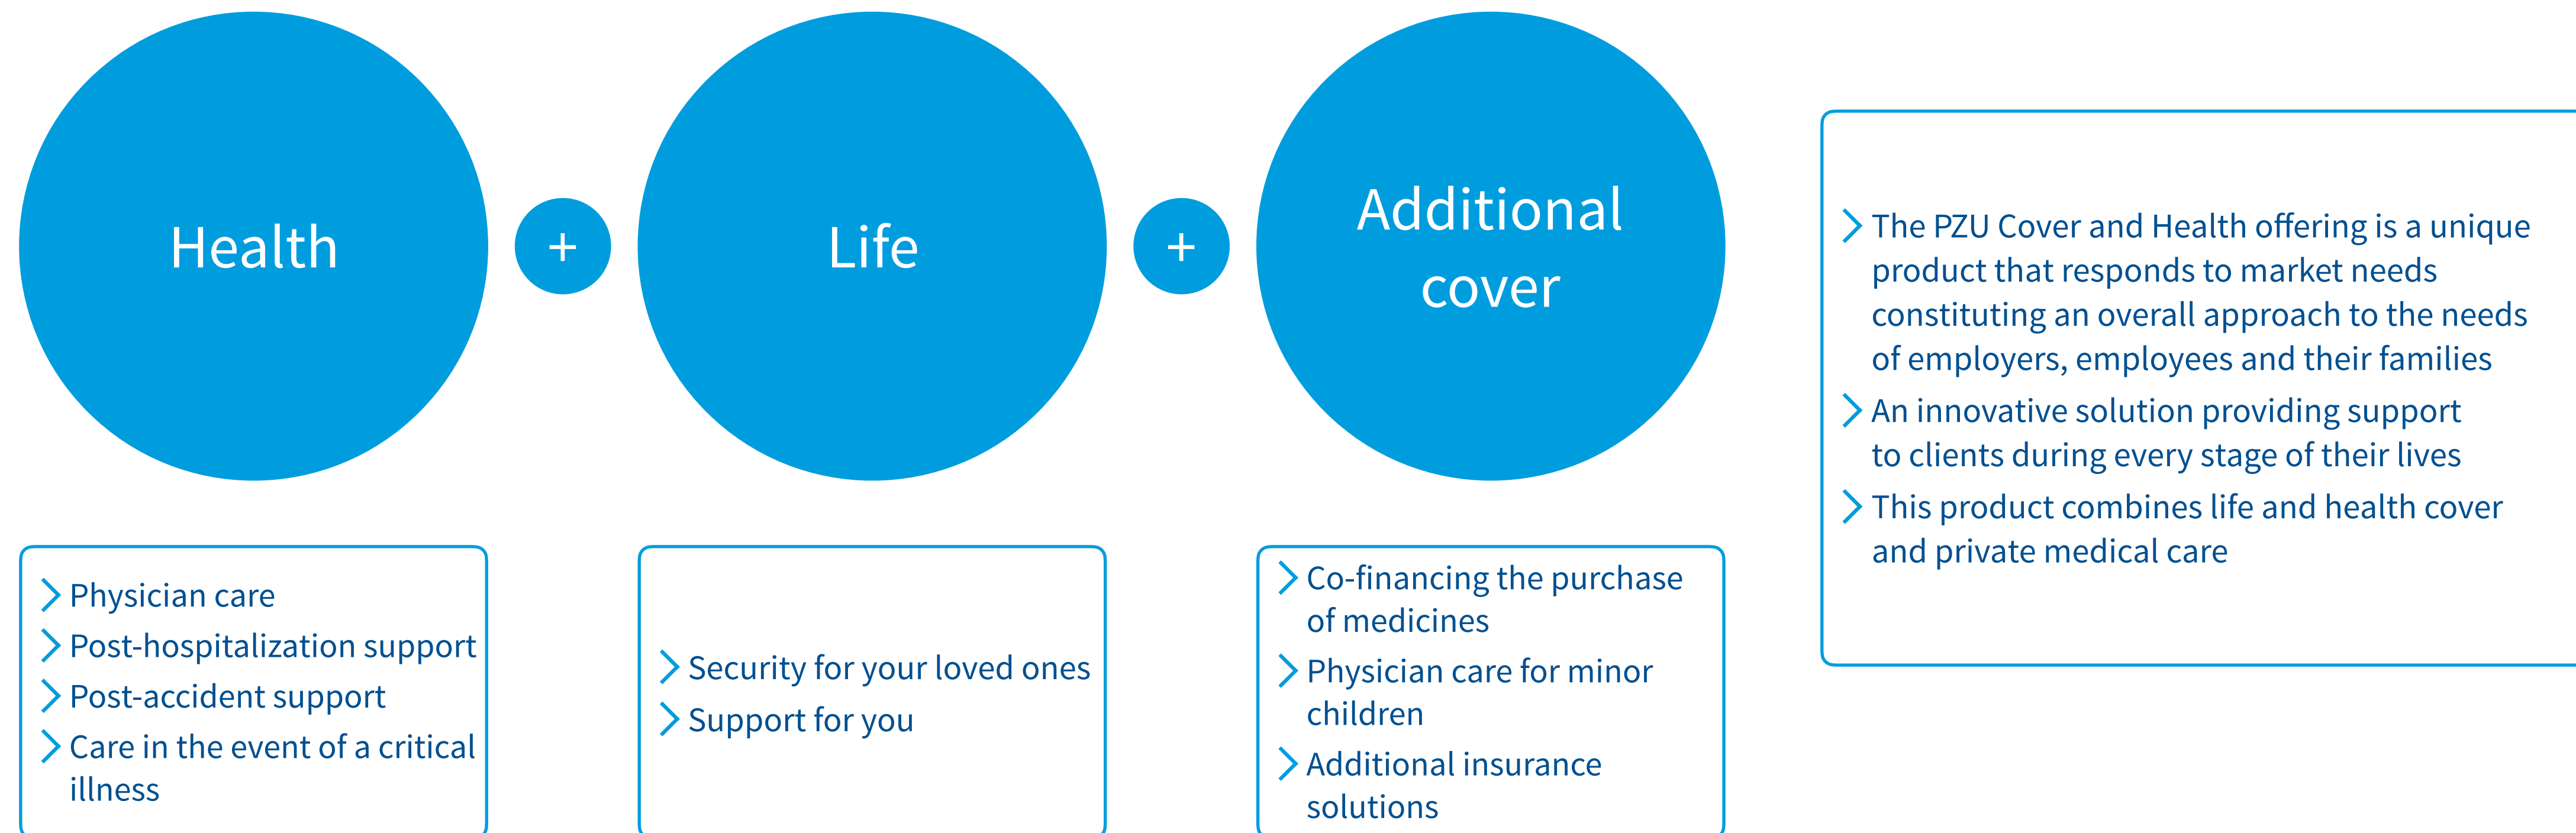 Health
+
Life
+
Additional
cover
Physician care
Post-hospitalization support
Post-accident support
Care in the event of a critical
illness
Security for your loved ones
Support for you
Co-financing the purchase
of medicines
Physician care for minor
children
Additional insurance
solutions
The PZU Cover and Health offering is a unique
product that responds to market needs
constituting an overall approach to the needs
of employers, employees and their families
An innovative solution providing support
to clients during every stage of their lives
This product combines life and health cover
and private medical care